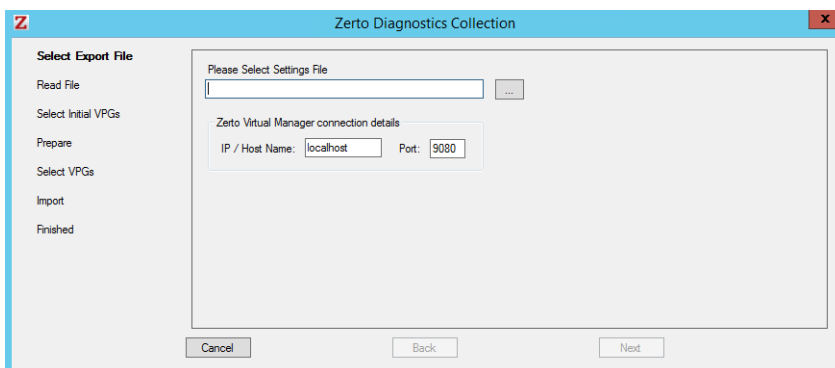 Z Zerto Diagnostics Collection x
Select Export File
Read File
Select Initial VPGs
Prepare
Select VPGs
Import
Finished
Please Select Settings File
...
Zerto Virtual Manager connection details
IP / Host Name: localhost Port: 9080
Cancel Back Next